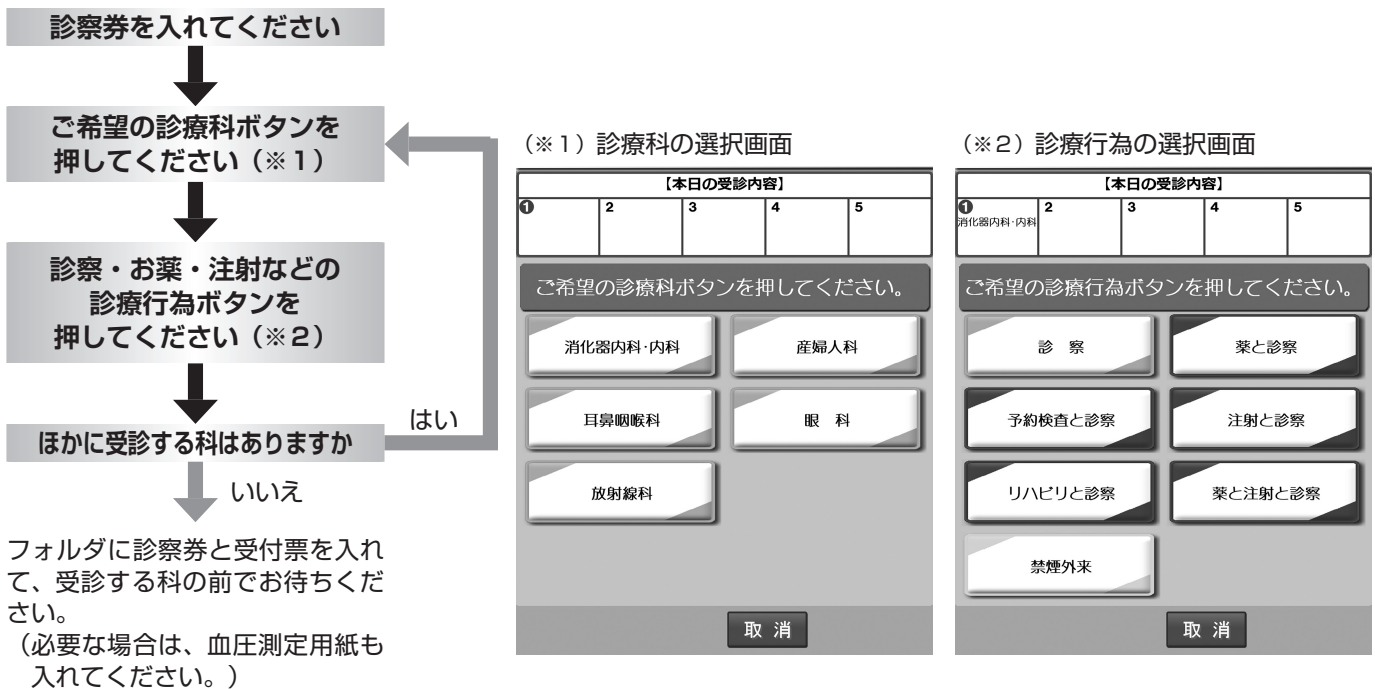 診察券を入れてください
ご希望の診療科ボタンを
押してください（※１）
診察・お薬・注射などの
診療行為ボタンを
押してください（※２）
ほかに受診する科はありますか
はい
いいえ
フォルダに診察券と受付票を入れ
て、受診する科の前でお待ちくだ
さい。
（必要な場合は、血圧測定用紙も
入れてください。）
（※１）診療科の選択画面
【本日の受診内容】
❶ 2 3 4 5
ご希望の診療科ボタンを押してください。
消化器内科･内科 産婦人科
耳鼻咽喉科 眼 科
放射線科
取 消
（※２）診療行為の選択画面
【本日の受診内容】
❶ 2 3 4 5
消化器内科･内科
ご希望の診療行為ボタンを押してください。
診 察 薬と診察
予約検査と診察 注射と診察
リハビリと診察 薬と注射と診察
禁煙外来
取 消